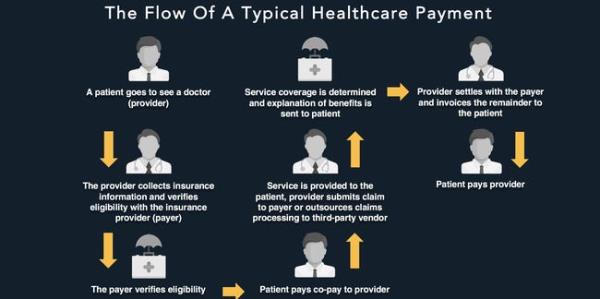 The Flow Of A Typical Healthcare Payment
A patient goes to see a doctor
(provider)
The provider collects insurance
information and verifies
eligibility with the insurance
provider (payer)
The payer verifies eligibility
Patient pays co-pay to provider
Service is provided to the
patient, provider submits claim
to payer or outsources claims
processing to third-party vendor
Service coverage is determined
and explanation of benefits is
sent to patient
Provider settles with the payer
and invoices the remainder to
the patient
Patient pays provider